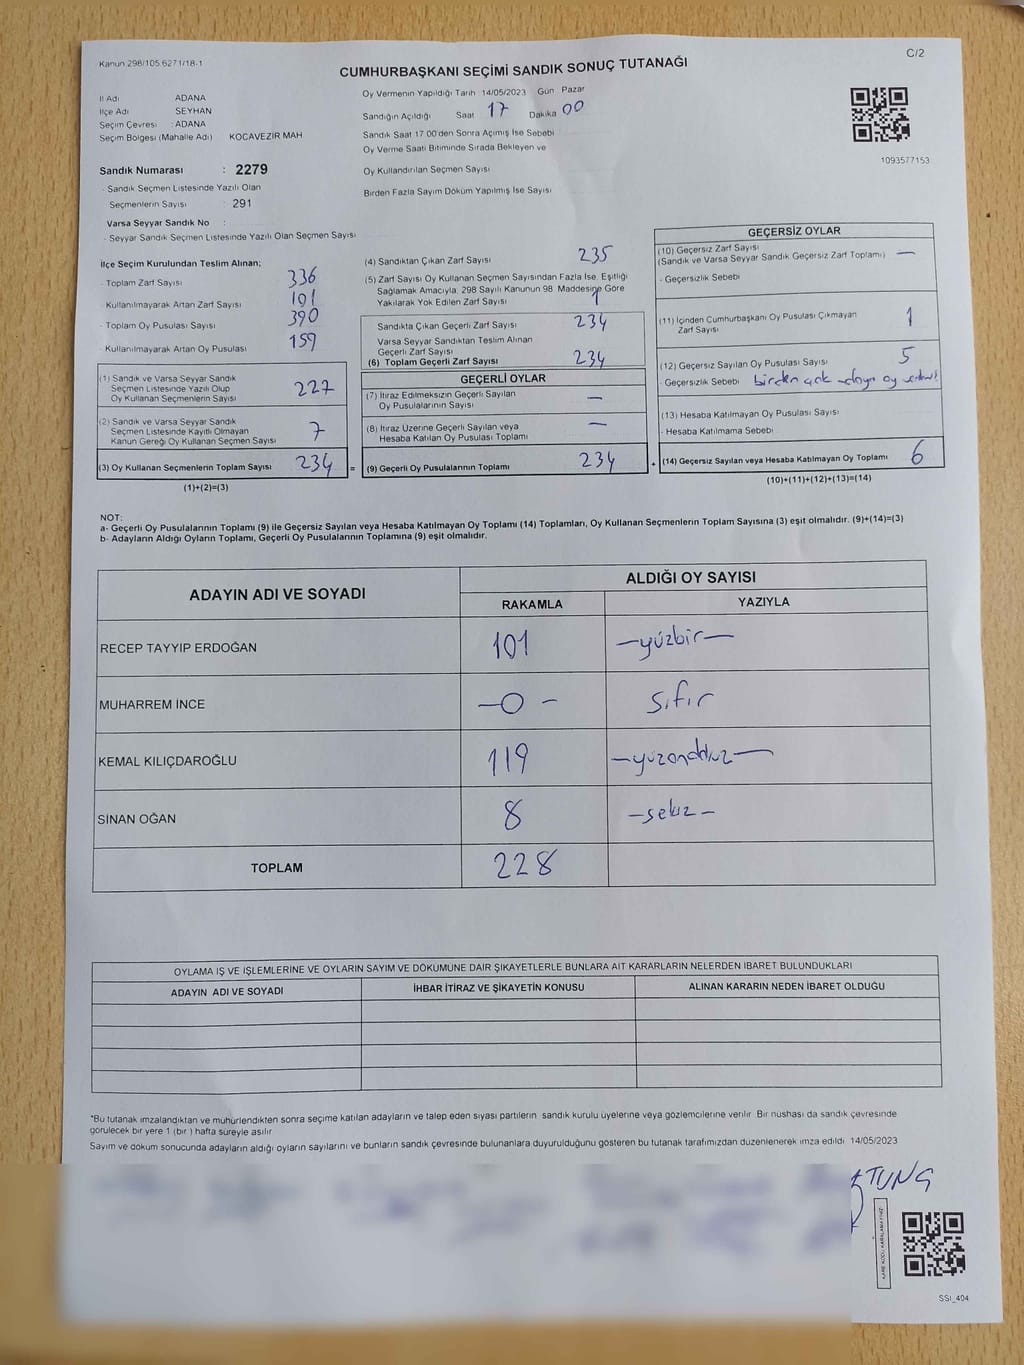 Kanun 298/105 6271/18-1
C/2
CUMHURBAŞKANI SEÇİMİ SANDIK SONUÇ TUTANAĞI
İl Adı ADANA
İlçe Adı SEYHAN
Seçim Çevresi : ADANA
Seçim Bölgesi (Mahalle Adı) KOCAVEZİR MAH
Sandık Numarası : 2279
- Sandık Seçmen Listesinde Yazılı Olan
Seçmenlerin Sayısı : 291
Varsa Seyyar Sandık No :
- Seyyar Sandık Seçmen Listesinde Yazılı Olan Seçmen Sayısı
Oy Vermenin Yapıldığı Tarih 14/05/2023 Gün Pazar
Sandığın Açıldığı Saat 17 Dakika 00
Sandık Saat 17 00'den Sonra Açımış İse Sebebi
Oy Verme Saati Bitiminde Sırada Bekleyen ve
Oy Kullandırılan Seçmen Sayısı
Birden Fazla Sayım Döküm Yapılmış İse Sayısı
1093577153
İlçe Seçim Kurulundan Teslim Alınan;
- Toplam Zarf Sayısı 336
- Kullanılmayarak Artan Zarf Sayısı 101
- Toplam Oy Pusulası Sayısı 390
- Kullanılmayarak Artan Oy Pusulası 159
(1) Sandık ve Varsa Seyyar Sandık
Seçmen Listesinde Yazılı Olup
Oy Kullanan Seçmenlerin Sayısı 227
(2) Sandık ve Varsa Seyyar Sandık
Seçmen Listesinde Kayıtlı Olmayan
Kanun Gereği Oy Kullanan Seçmen Sayısı 7
(3) Oy Kullanan Seçmenlerin Toplam Sayısı 234 =
(1)+(2)=(3)
(4) Sandıktan Çıkan Zarf Sayısı 235
(5) Zarf Sayısı Oy Kullanan Seçmen Sayısından Fazla İse, Eşitliği
Sağlamak Amacıyla, 298 Sayılı Kanunun 98 Maddesine Göre
Yakılarak Yok Edilen Zarf Sayısı 1
Sandıkta Çıkan Geçerli Zarf Sayısı 234
Varsa Seyyar Sandıktan Teslim Alınan
Geçerli Zarf Sayısı
(6) Toplam Geçerli Zarf Sayısı 234
GEÇERLİ OYLAR
(7) İtiraz Edilmeksizin Geçerli Sayılan
Oy Pusulalarının Sayısı —
(8) İtiraz Üzerine Geçerli Sayılan veya
Hesaba Katılan Oy Pusulası Toplamı —
(9) Geçerli Oy Pusulalarının Toplamı 234 +
GEÇERSİZ OYLAR
(10) Geçersiz Zarf Sayısı
(Sandık ve Varsa Seyyar Sandık Geçersiz Zarf Toplamı) —
- Geçersizlik Sebebi
(11) İçinden Cumhurbaşkanı Oy Pusulası Çıkmayan
Zarf Sayısı 1
(12) Geçersiz Sayılan Oy Pusulası Sayısı 5
- Geçersizlik Sebebi birden çok oy
(13) Hesaba Katılmayan Oy Pusulası Sayısı
- Hesaba Katılmama Sebebi
(14) Geçersiz Sayılan veya Hesaba Katılmayan Oy Toplamı 6
(10)+(11)+(12)+(13)=(14)
NOT:
a- Geçerli Oy Pusulalarının Toplamı (9) ile Geçersiz Sayılan veya Hesaba Katılmayan Oy Toplamı (14) Toplamları, Oy Kullanan Seçmenlerin Toplam Sayısına (3) eşit olmalıdır. (9)+(14)=(3)
b- Adayların Aldığı Oyların Toplamı, Geçerli Oy Pusulalarının Toplamına (9) eşit olmalıdır.
ADAYIN ADI VE SOYADI
ALDIĞI OY SAYISI
RAKAMLA YAZIYLA
RECEP TAYYIP ERDOĞAN 101 —yüzbir—
MUHARREM İNCE —0— sıfır
KEMAL KILIÇDAROĞLU 119 —yüzondokuz—
SİNAN OĞAN 8 —sekiz—
TOPLAM 228
OYLAMA İŞ VE İŞLEMLERİNE VE OYLARIN SAYIM VE DÖKÜMÜNE DAİR ŞİKAYETLERLE BUNLARA AİT KARARLARIN NELERDEN İBARET BULUNDUKLARI
ADAYIN ADI VE SOYADI İHBAR İTİRAZ VE ŞİKAYETİN KONUSU ALINAN KARARIN NEDEN İBARET OLDUĞU
*Bu tutanak imzalandıktan ve mühürlendikten sonra seçime katılan adayların ve talep eden siyasi partilerin sandık kurulu üyelerine veya gözlemcilerine verilir Bir nüshası da sandık çevresinde
görülecek bir yere 1 (bir ) hafta süreyle asılır
Sayım ve döküm sonucunda adayların aldığı oyların sayılarını ve bunların sandık çevresinde bulunanlara duyurulduğunu gösteren bu tutanak tarafımızdan düzenlenerek imza edildi 14/05/2023
TUNG
KARE KODU KARALAMAYINIZ
SSI_404